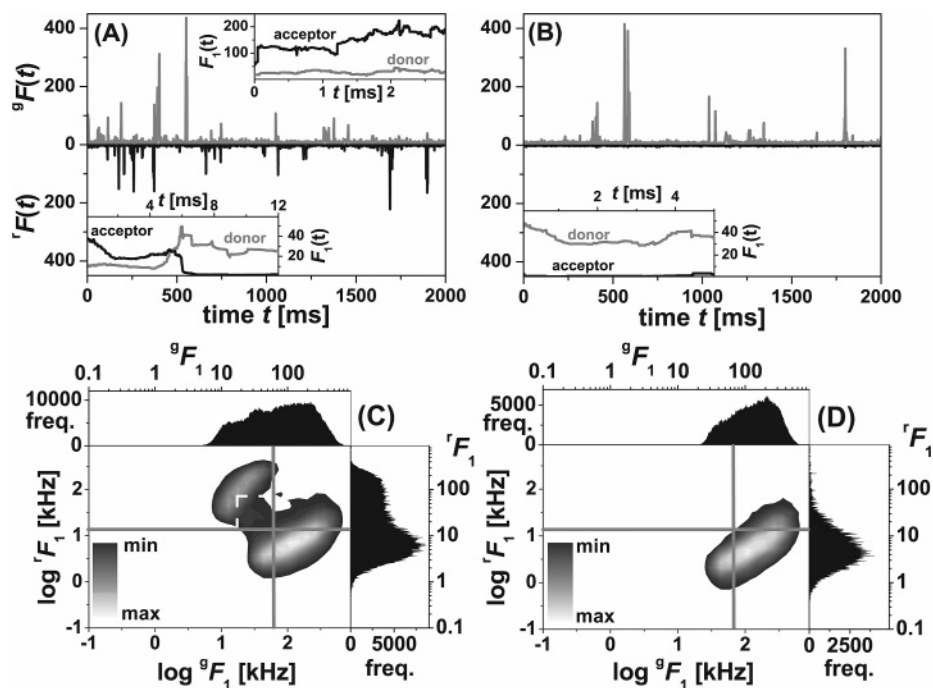 (A)
400
200
0
200
400
gF(t)
rF(t)
F1(t)
200
100
acceptor
donor
0 1 2
t [ms]
4 t [ms] 8 12
acceptor
donor
40
20
F1(t)
0 500 1000 1500 2000
time t [ms]
(B)
400
200
0
200
400
2 t [ms] 4
donor
acceptor
40
20
F1(t)
0 500 1000 1500 2000
time t [ms]
gF1
0.1 1 10 100
10000
freq.
0
(C)
rF1
log rF1 [kHz]
2
1
0
-1
min
max
100
10
1
0.1
-1 0 1 2 0 5000
log gF1 [kHz] freq.
gF1
0.1 1 10 100
5000
freq.
0
(D)
rF1
log rF1 [kHz]
2
1
0
-1
min
max
100
10
1
0.1
-1 0 1 2 0 2500
log gF1 [kHz] freq.